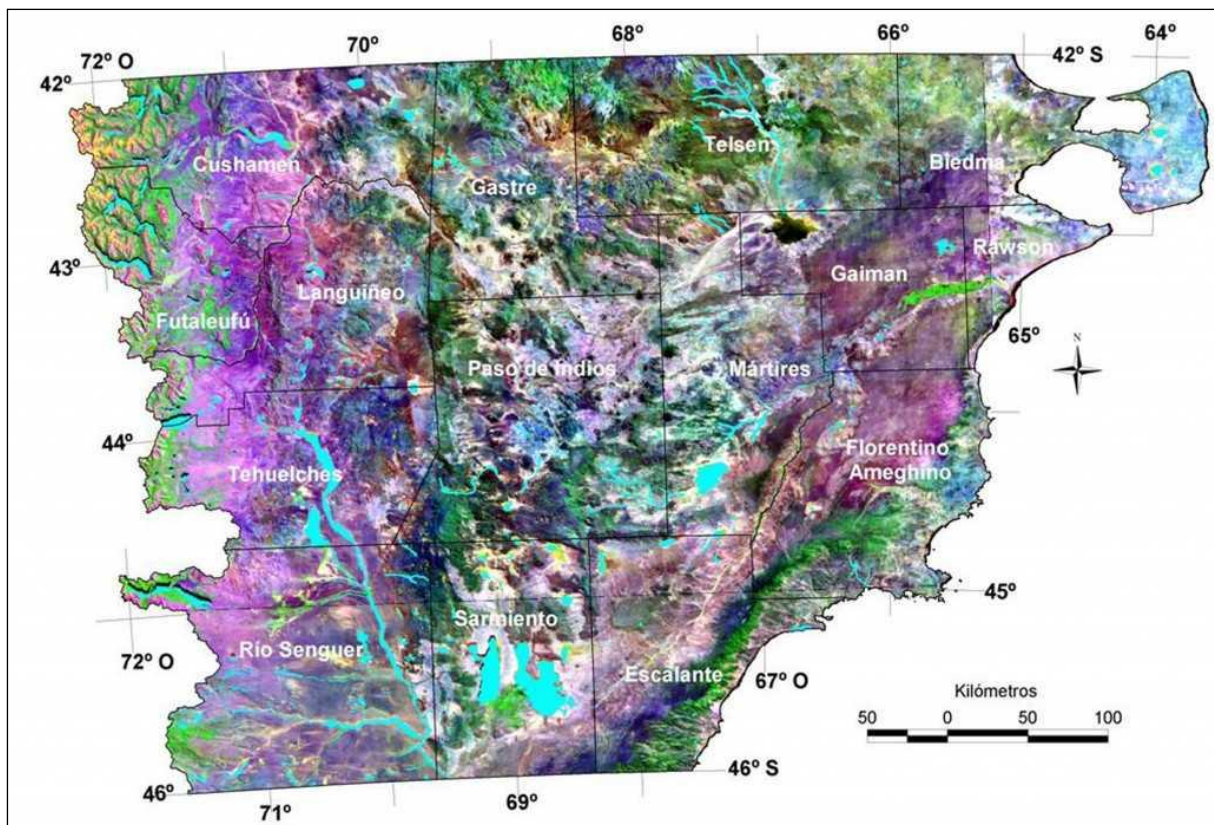 72º O
70º
68º
66º
64º
42º
42º S
Telsen
Cushamen
Biedma
Gastre
Rawson
43º
Gaiman
Languiñeo
65º
N
Futaleufú
Paso de Indios
Mártires
44º
Florentino
Ameghino
Tehuelches
45º
Sarmiento
72º O
Río Senguer
Escalante
67º O
Kilómetros
50 0 50 100
46º S
46º
71º
69º